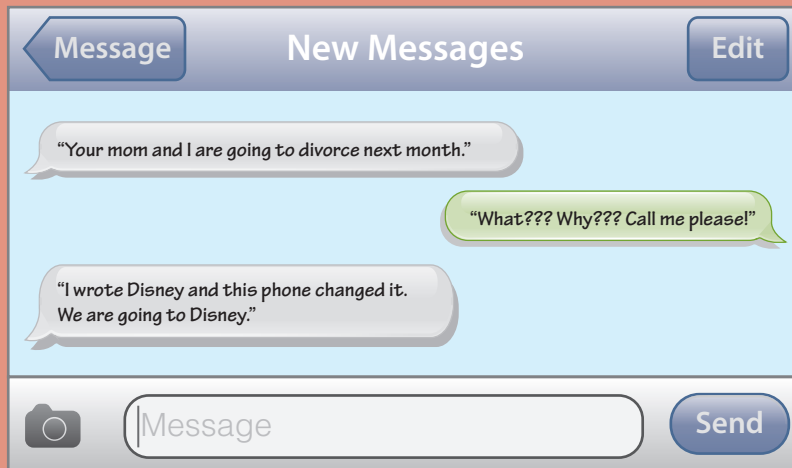 Message
New Messages
Edit
“Your mom and I are going to divorce next month.”
“What??? Why??? Call me please!”
“I wrote Disney and this phone changed it.
We are going to Disney.”
Message
Send